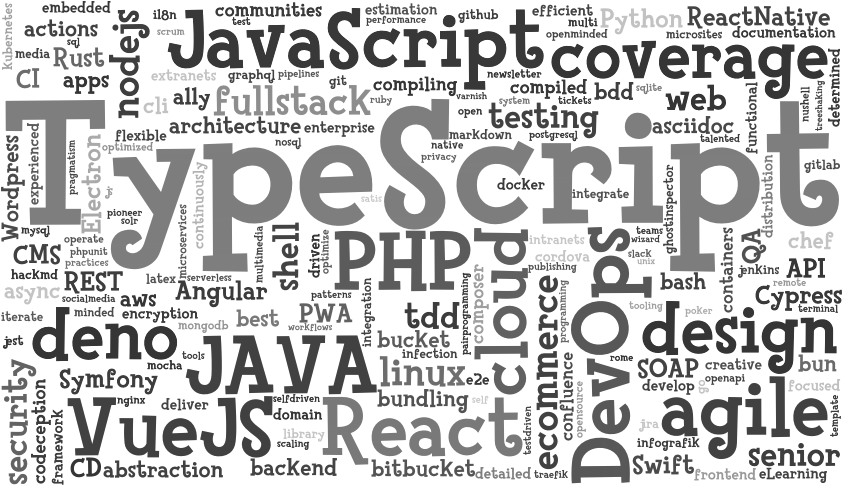 Kubernetes
embedded
actions
sql
media
Rust
CI
apps
nodejs
i18n
test
scrum
communities
JavaScript
estimation
performance
github
efficient
multi
Python
ReactNative
openminded
microsites
documentation
coverage
determined
extranets
graphql
pipelines
git
newsletter
cli
a11y
fullstack
ruby
compiling
varnish
compiled
bdd
sqlite
open
system
tickets
web
functional
nushell
treeshaking
flexible
architecture
enterprise
testing
asciidoc
optimized
nosql
markdown
postgresql
talented
native
privacy
Wordpress
experienced
pragmatism
Electron
TypeScript
gitlab
distribution
continuously
docker
integrate
satis
pioneer
solr
mysql
ghostinspector
operate
phpunit
practices
CMS
microservices
multimedia
shell
driven
optimize
PHP
cloud
intranets
cordova
publishing
DevOps
teams
wizard
slack
unix
containers
QA
chef
hackmd
REST
latex
serverless
jenkins
API
async
socialmedia
aws
Angular
patterns
integration
pairprogramming
composer
ecommerce
programming
bash
remote
Cypress
terminal
iterate
minded
encryption
mongodb
best
PWA
workflows
tdd
tooling
poker
design
jest
deno
mocha
tools
JAVA
bucket
infection
linux
e2e
confluence
opensource
rome
SOAP
creative
bun
openapi
develop
go
focused
security
Symfony
bundling
nginx
deliver
selfdriven
domain
self
agile
template
codeception
framework
VueJS
library
scaling
React
testdriven
jra
infografik
senior
CD
abstraction
backend
bitbucket
detailed
traefik
Swift
frontend
eLearning